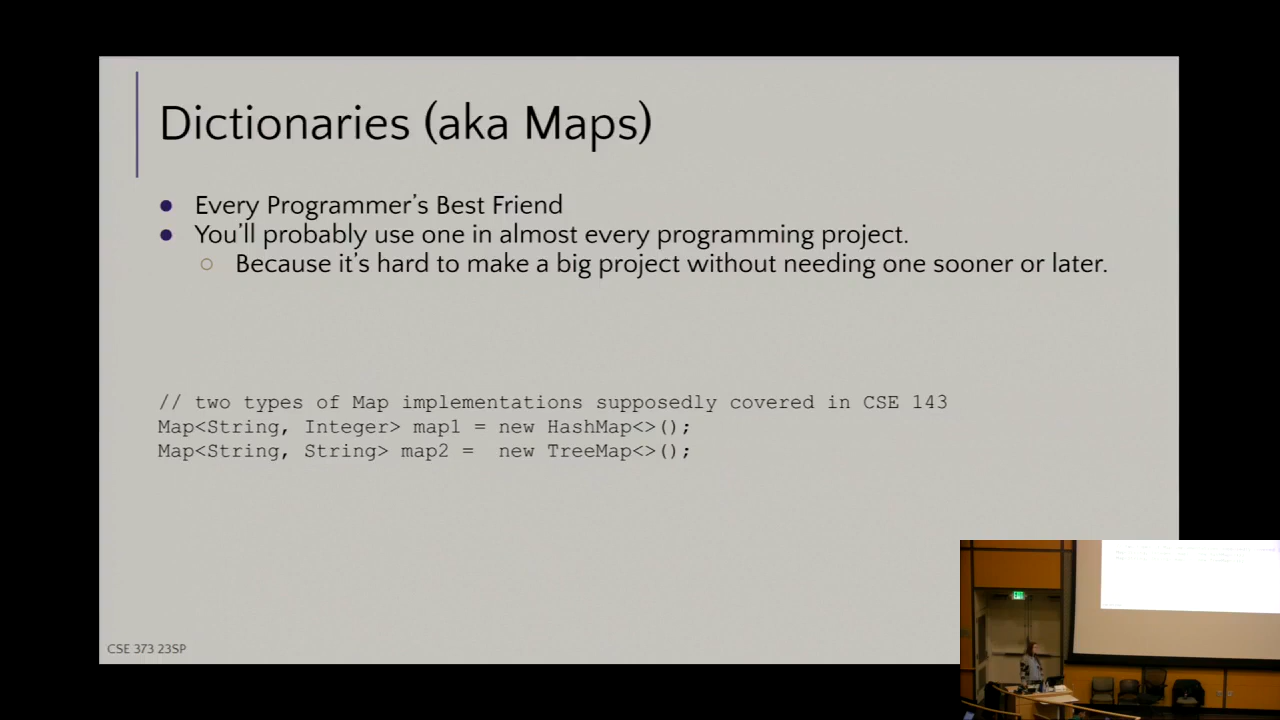 Dictionaries (aka Maps)
● Every Programmer's Best Friend
● You'll probably use one in almost every programming project.
○ Because it's hard to make a big project without needing one sooner or later.
// two types of Map implementations supposedly covered in CSE 143
Map<String, Integer> map1 = new HashMap<>();
Map<String, String> map2 =  new TreeMap<>();
CSE 373 23SP